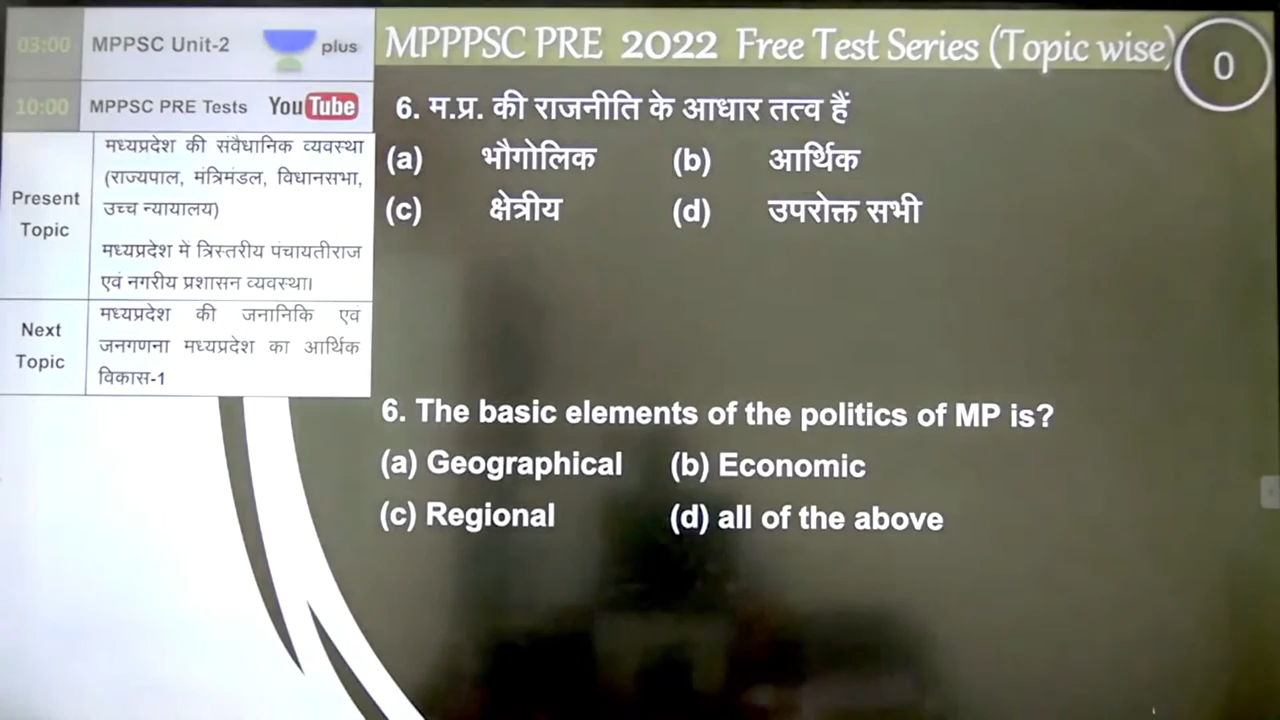 03:00 MPPSC Unit-2 plus
MPPPSC PRE 2022 Free Test Series (Topic wise)
0
10:00 MPPSC PRE Tests YouTube
Present Topic
मध्यप्रदेश की संवैधानिक व्यवस्था
(राज्यपाल, मंत्रिमंडल, विधानसभा,
उच्च न्यायालय)
मध्यप्रदेश में त्रिस्तरीय पंचायतीराज
एवं नगरीय प्रशासन व्यवस्था।
Next Topic
मध्यप्रदेश की जनानिकि एवं
जनगणना मध्यप्रदेश का आर्थिक
विकास-1
6. म.प्र. की राजनीति के आधार तत्व हैं
(a) भौगोलिक (b) आर्थिक
(c) क्षेत्रीय (d) उपरोक्त सभी
6. The basic elements of the politics of MP is?
(a) Geographical (b) Economic
(c) Regional (d) all of the above